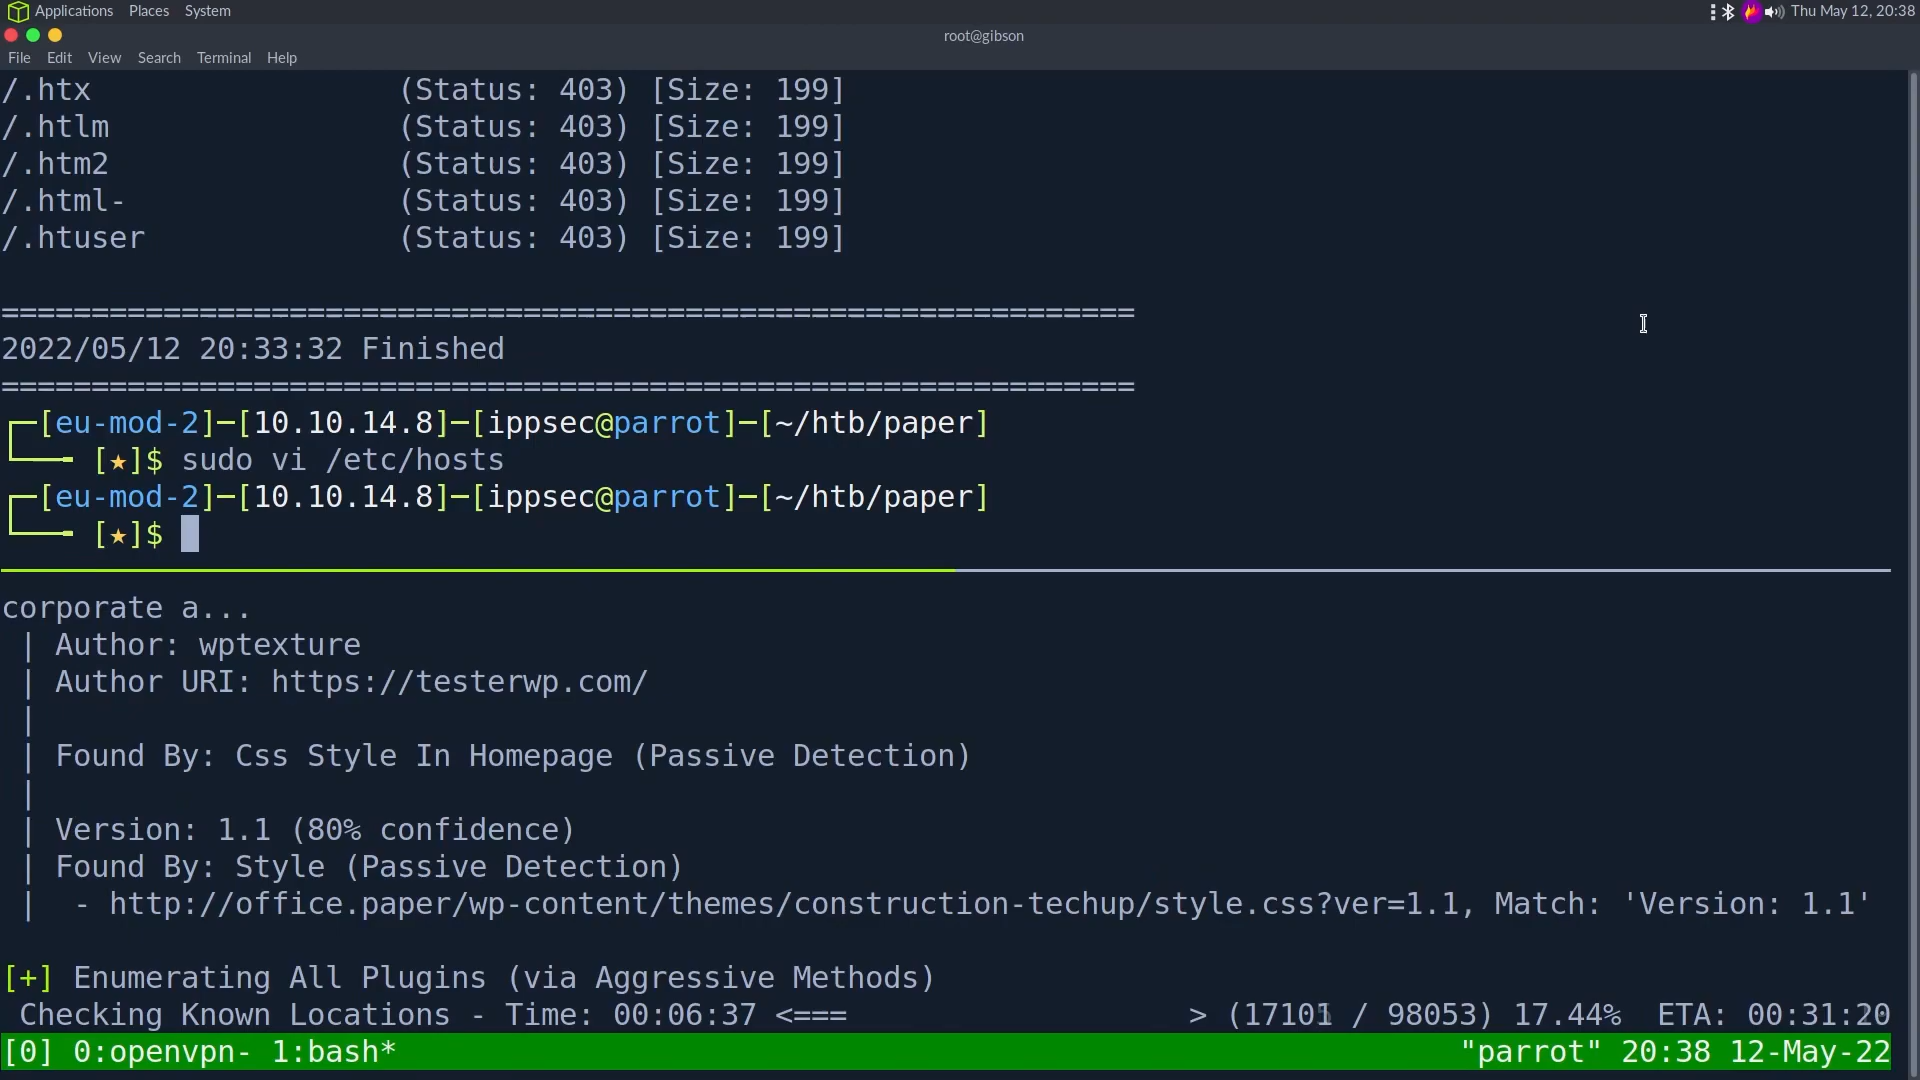 Applications Places System Thu May 12, 20:38
root@gibson
File Edit View Search Terminal Help
/.htx (Status: 403) [Size: 199]
/.htlm (Status: 403) [Size: 199]
/.htm2 (Status: 403) [Size: 199]
/.html- (Status: 403) [Size: 199]
/.htuser (Status: 403) [Size: 199]
===============================================================
2022/05/12 20:33:32 Finished
===============================================================
┌─[eu-mod-2]─[10.10.14.8]─[ippsec@parrot]─[~/htb/paper]
└──╼ [★]$ sudo vi /etc/hosts
┌─[eu-mod-2]─[10.10.14.8]─[ippsec@parrot]─[~/htb/paper]
└──╼ [★]$
corporate a...
| Author: wptexture
| Author URI: https://testerwp.com/
|
| Found By: Css Style In Homepage (Passive Detection)
|
| Version: 1.1 (80% confidence)
| Found By: Style (Passive Detection)
| - http://office.paper/wp-content/themes/construction-techup/style.css?ver=1.1, Match: 'Version: 1.1'
[+] Enumerating All Plugins (via Aggressive Methods)
Checking Known Locations - Time: 00:06:37 <=== > ( / 98053) 17.44% ETA:
[0] 0:openvpn- 1:bash* "parrot" 20:38 12-May-22